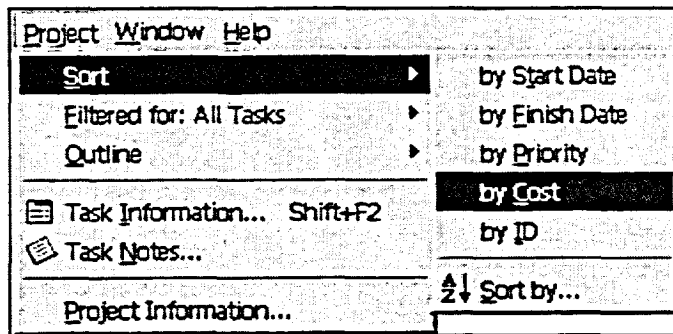 Project Window Help
Sort
Filtered for: All Tasks
Outline
Task Information... Shift+F2
Task Notes...
Project Information...
by Start Date
by Finish Date
by Priority
by Cost
by ID
Sort by...